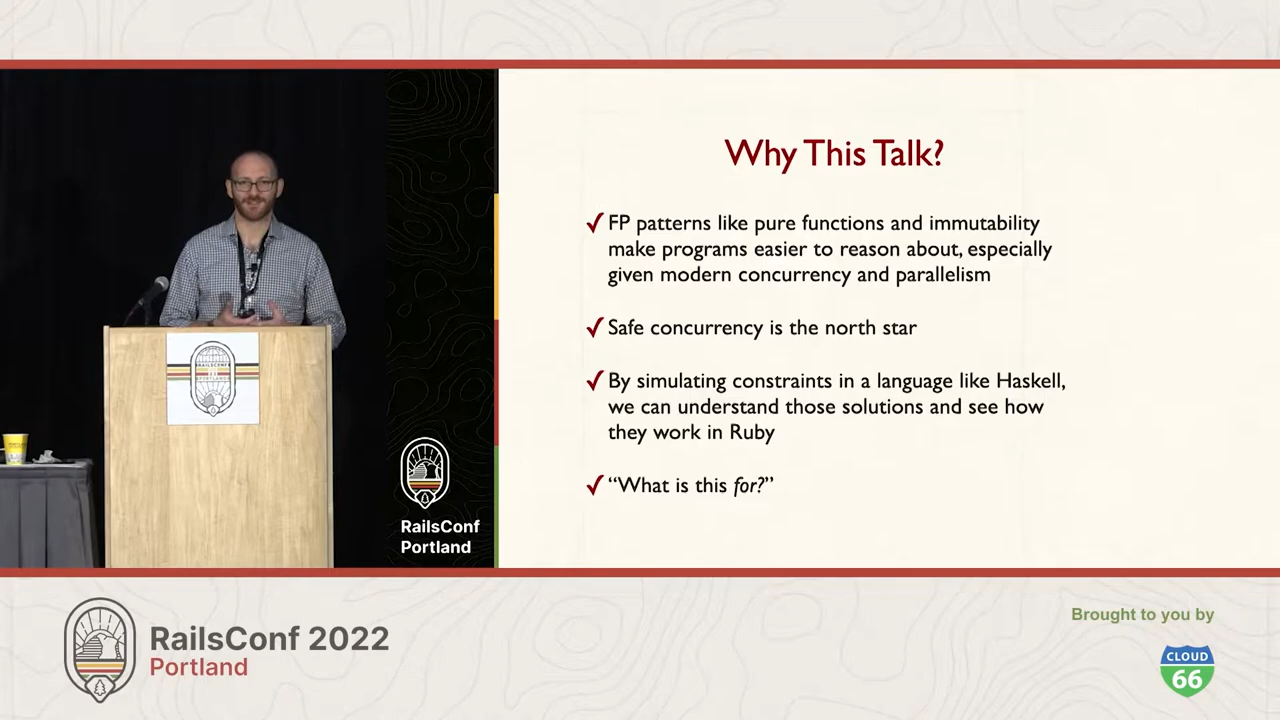 Why This Talk?
✓ FP patterns like pure functions and immutability
make programs easier to reason about, especially
given modern concurrency and parallelism
✓ Safe concurrency is the north star
✓ By simulating constraints in a language like Haskell,
we can understand those solutions and see how
they work in Ruby
✓ “What is this for?”
RAILSCONF
PORTLAND
RailsConf
Portland
RailsConf 2022
Portland
Brought to you by
CLOUD
66